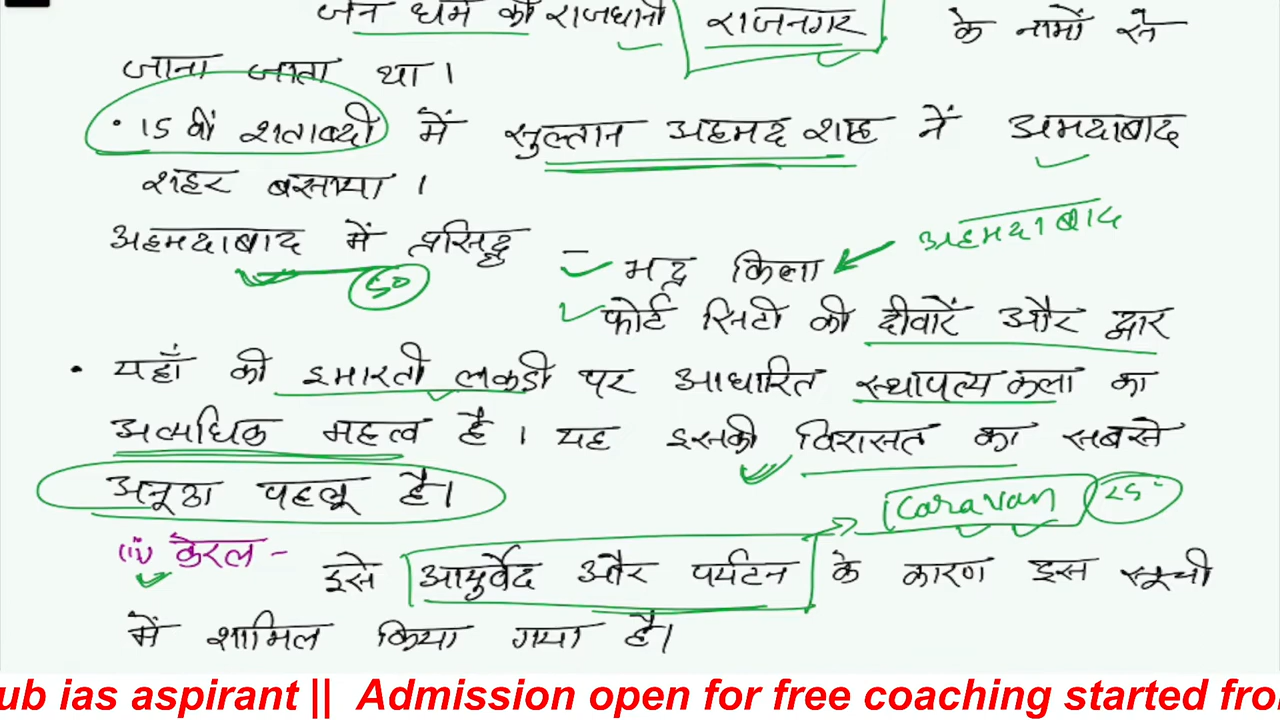 जैन धर्म की राजधानी राजनगर के नामों से
जाना जाता था।
• 15 वीं शताब्दी में सुल्तान अहमद शाह ने अमदाबाद
शहर बसाया ।
अहमदाबाद में प्रसिद्ध – भद्र किला अहमदाबाद
50
फोर्ट सिटी की दीवारें और द्वार
• यहाँ की इमारती लकडी पर आधारित स्थापत्य कला का
अत्यधिक महत्व है । यह इसकी विरासत का सबसे
अनूठा पहलू है।
Caravan 25
(iv) केरल – इसे आयुर्वेद और पर्यटन के कारण इस सूची
में शामिल किया गया है।
ub ias aspirant || Admission open for free coaching started fro